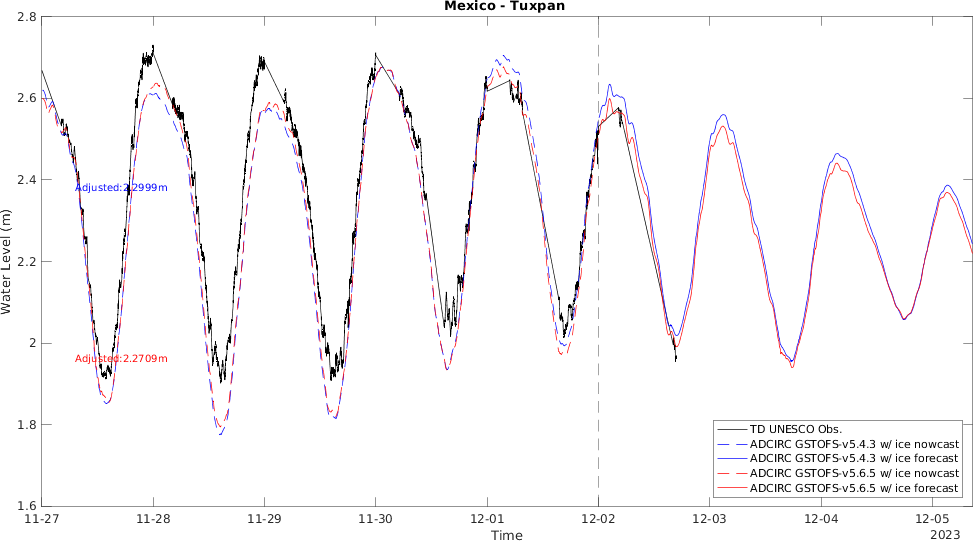 Mexico - Tuxpan
2.8
2.6
2.4
2.2
2
1.8
1.6
Water Level (m)
Adjusted:2.2999m
Adjusted:2.2709m
TD UNESCO Obs.
ADCIRC GSTOFS-v5.4.3 w/ ice nowcast
ADCIRC GSTOFS-v5.4.3 w/ ice forecast
ADCIRC GSTOFS-v5.6.5 w/ ice nowcast
ADCIRC GSTOFS-v5.6.5 w/ ice forecast
11-27 11-28 11-29 11-30 12-01 12-02 12-03 12-04 12-05
Time
2023